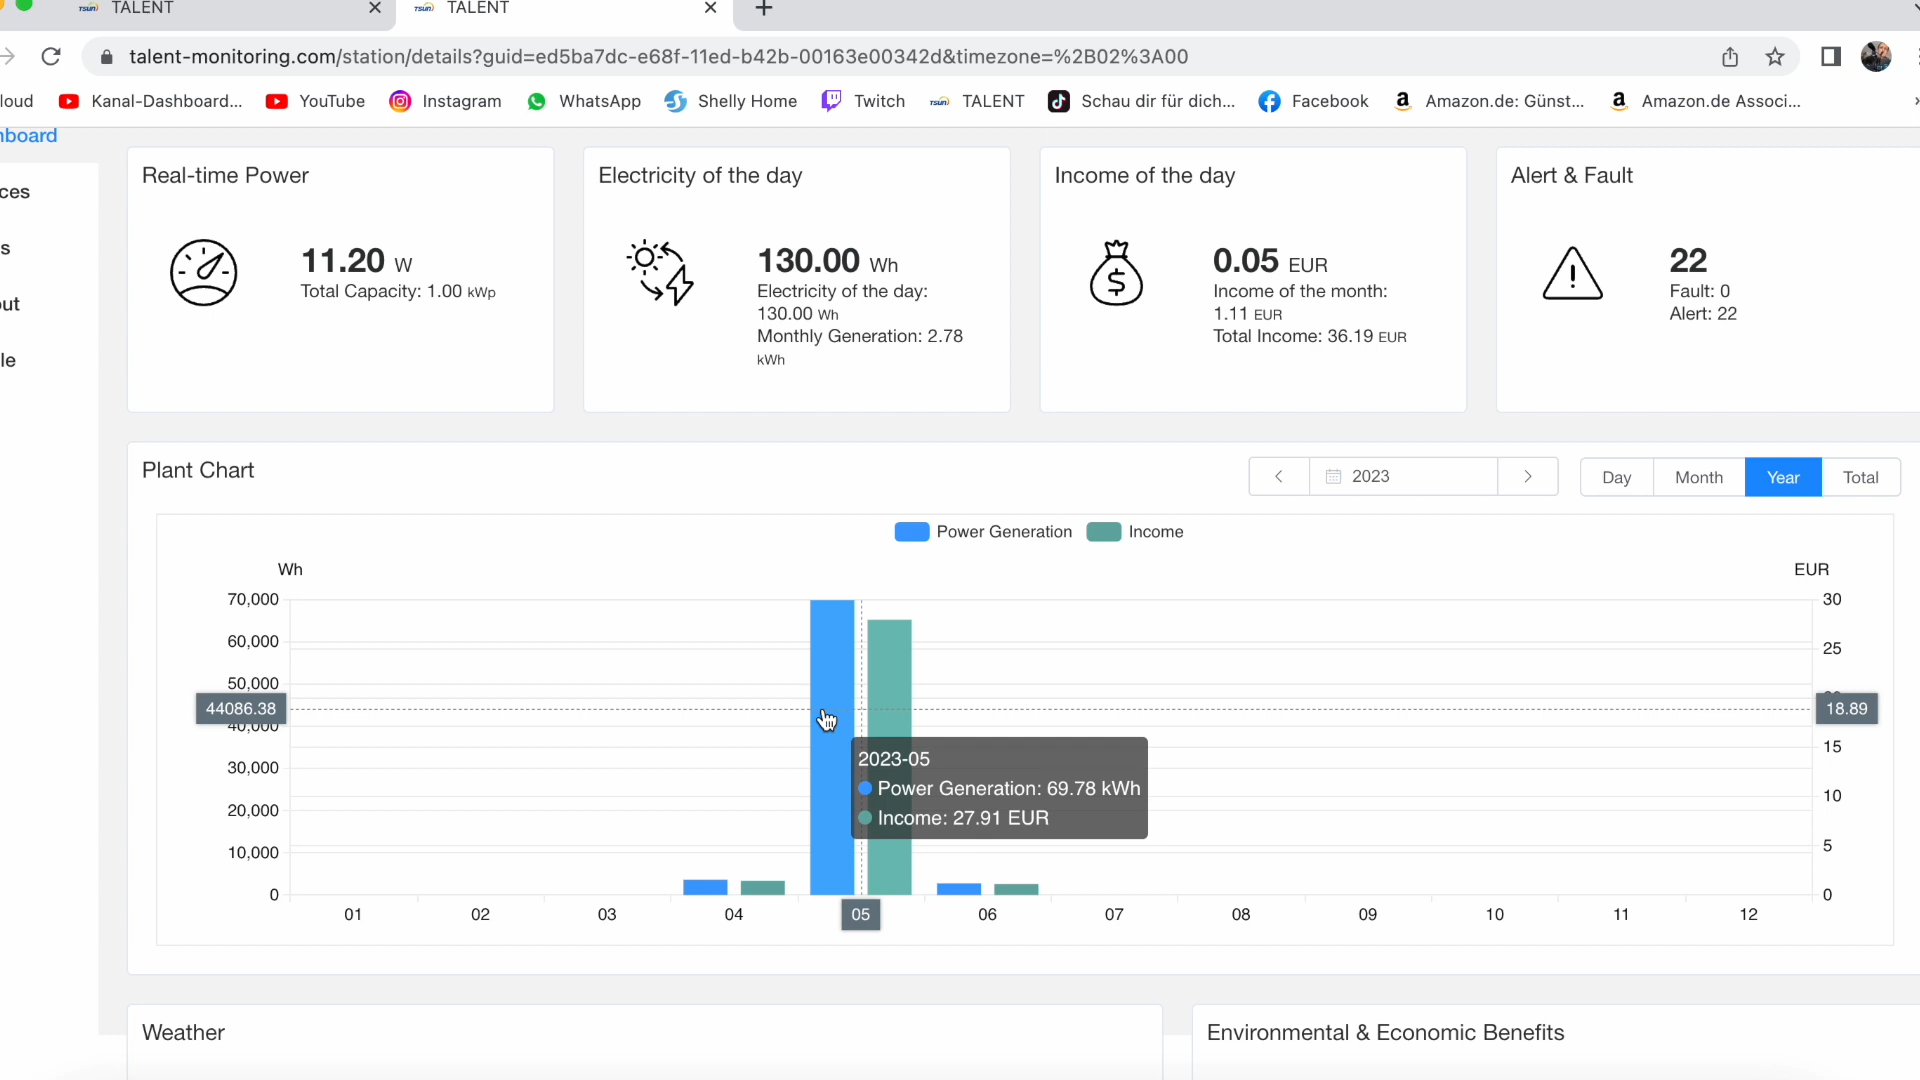 TSUN TALENT
TSUN TALENT
talent-monitoring.com/station/details?guid=ed5ba7dc-e68f-11ed-b42b-00163e00342d&timezone=%2B02%3A00
loud Kanal-Dashboard... YouTube Instagram WhatsApp Shelly Home Twitch TSUN TALENT Schau dir für dich... Facebook Amazon.de: Günst... Amazon.de Associ...
board
ces
s
out
le
Real-time Power
11.20 W
Total Capacity: 1.00 kWp
Electricity of the day
130.00 Wh
Electricity of the day:
130.00 Wh
Monthly Generation: 2.78
kWh
Income of the day
0.05 EUR
Income of the month:
1.11 EUR
Total Income: 36.19 EUR
Alert & Fault
22
Fault: 0
Alert: 22
Plant Chart
2023
Day Month Year Total
Power Generation Income
Wh EUR
70,000
60,000
50,000
44086.38
40,000
30,000
20,000
10,000
0
30
25
18.89
15
10
5
0
2023-05
Power Generation: 69.78 kWh
Income: 27.91 EUR
01 02 03 04 05 06 07 08 09 10 11 12
Weather
Environmental & Economic Benefits